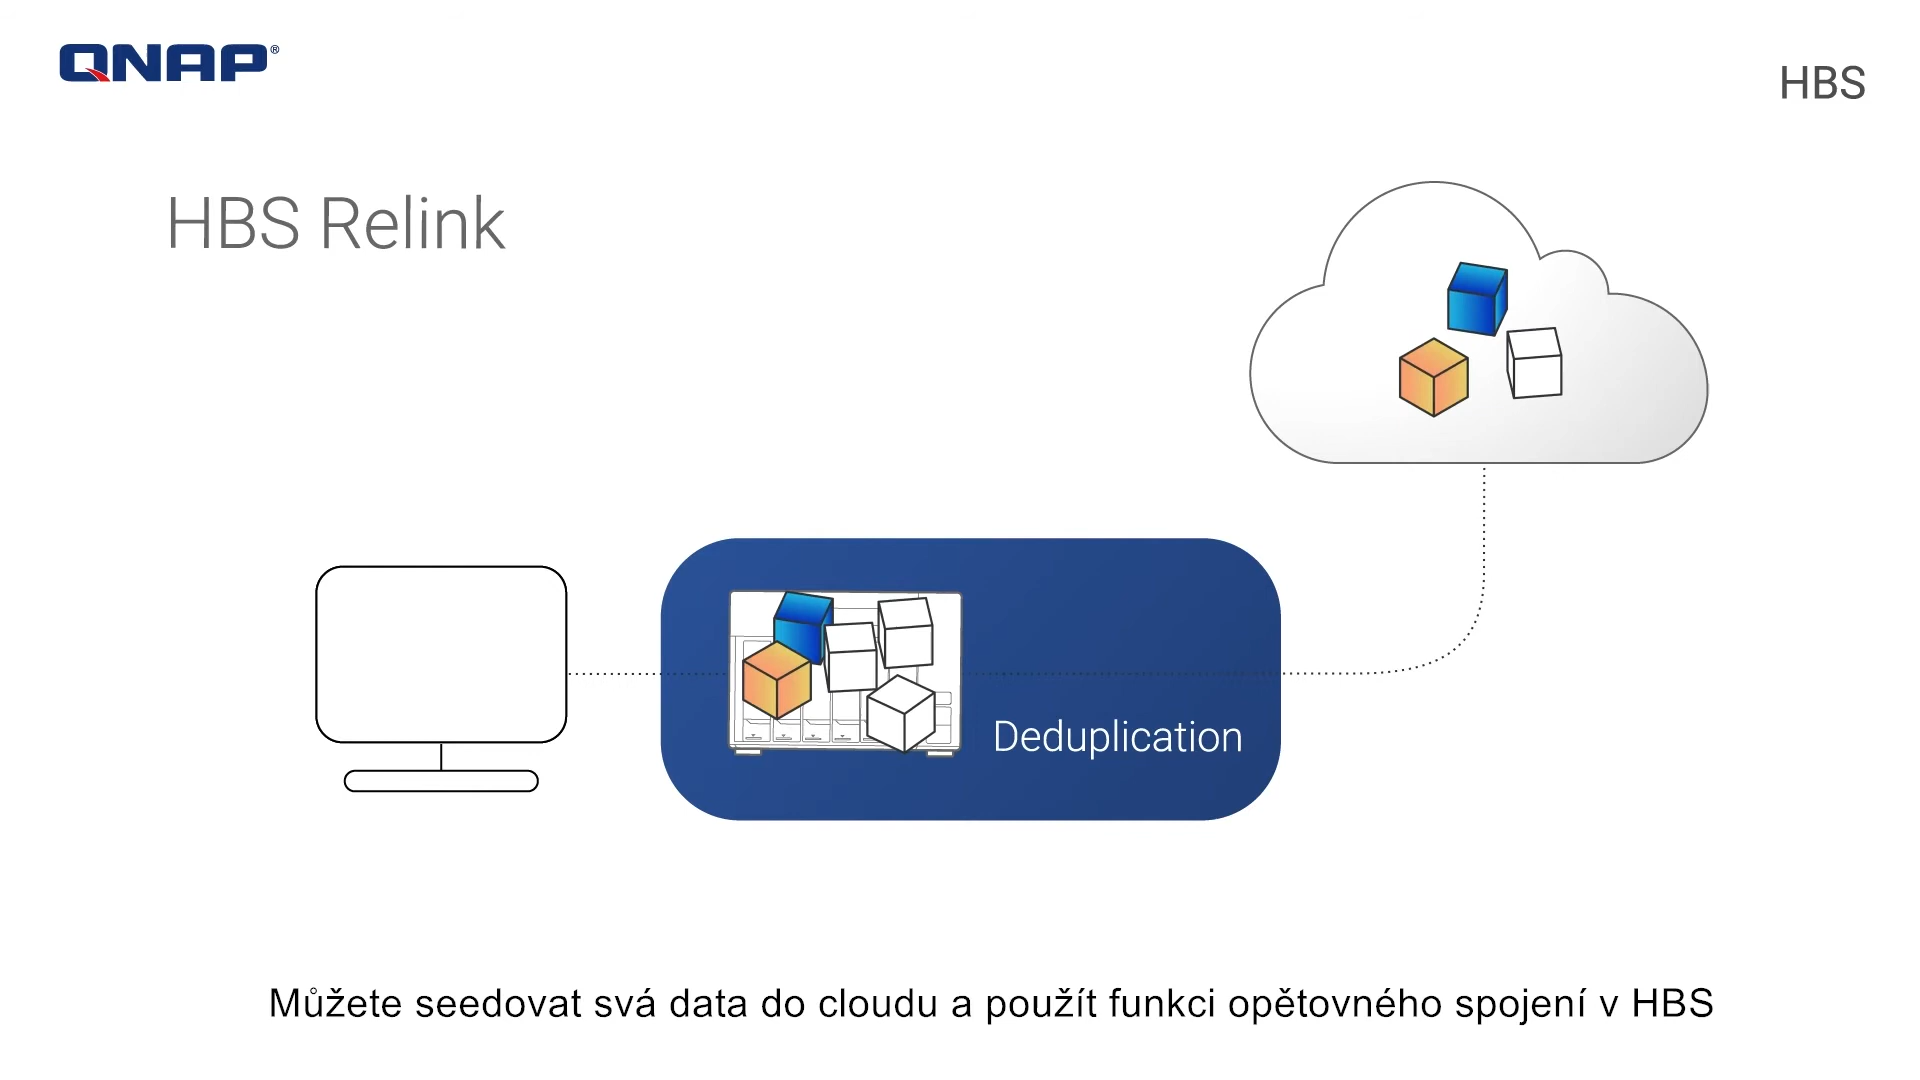 QNAP®
HBS
HBS Relink
Deduplication
Můžete seedovat svá data do cloudu a použít funkci opětovného spojení v HBS